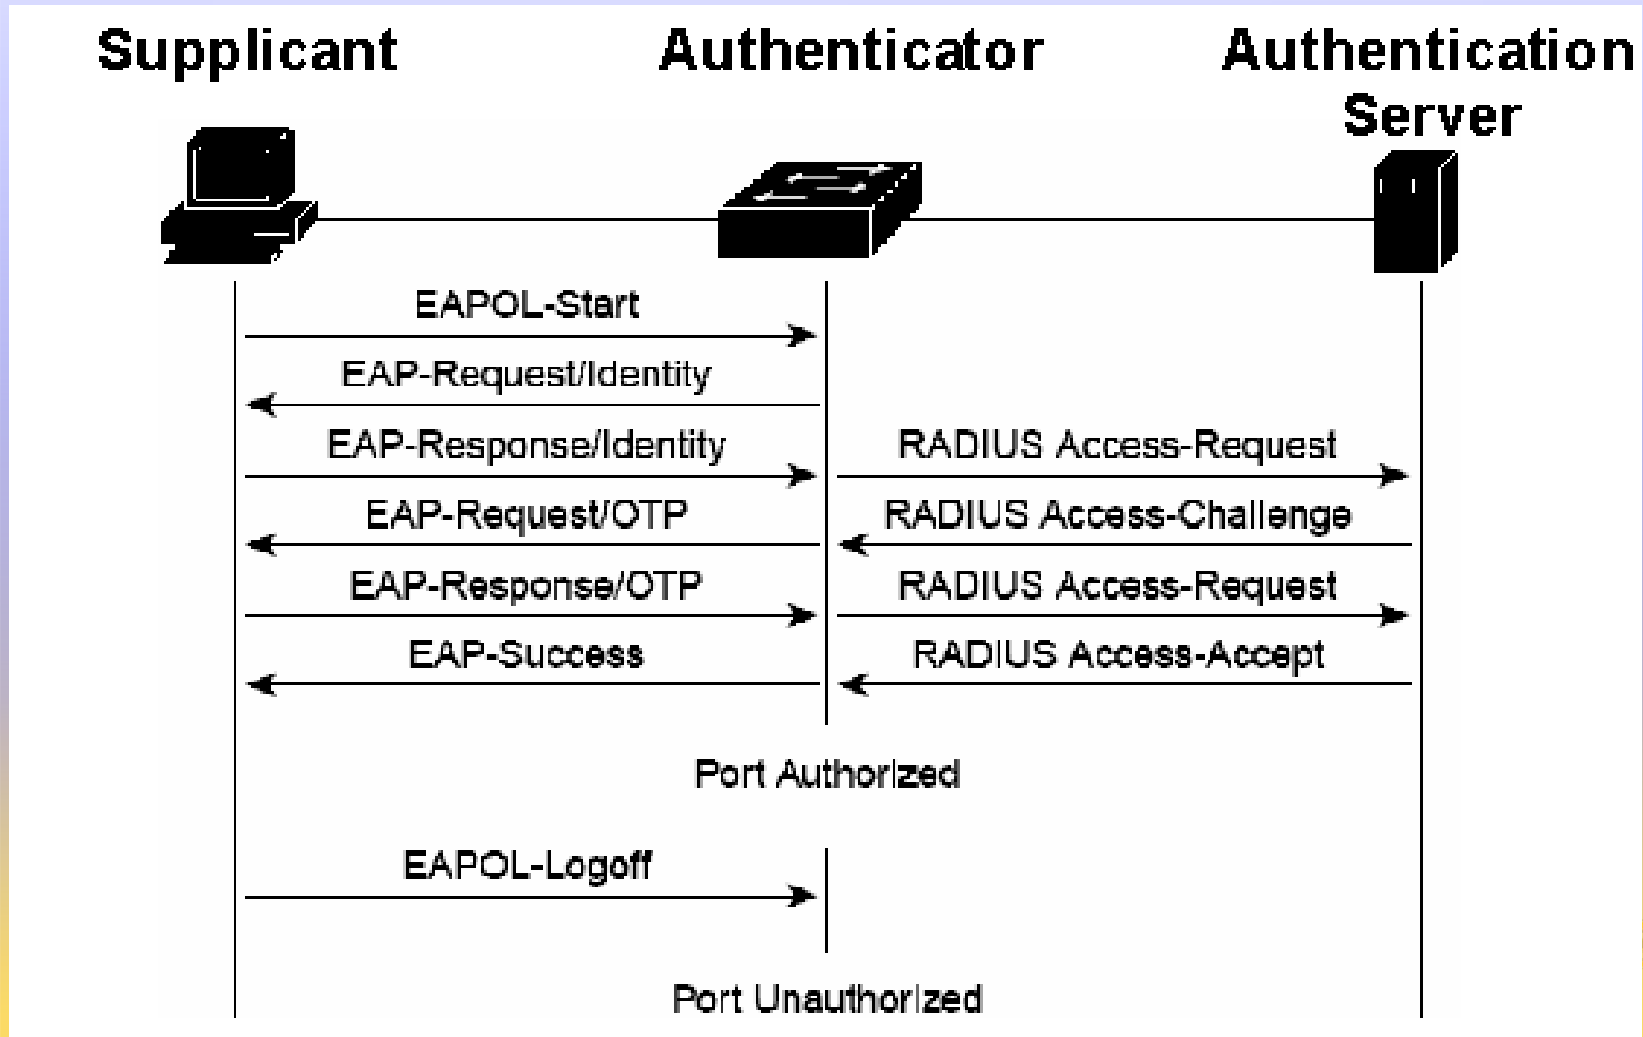 Supplicant
Authenticator
Authentication
Server
EAPOL-Start
EAP-Request/Identity
EAP-Response/Identity
RADIUS Access-Request
EAP-Request/OTP
RADIUS Access-Challenge
EAP-Response/OTP
RADIUS Access-Request
EAP-Success
RADIUS Access-Accept
Port Authorized
EAPOL-Logoff
Port Unauthorized